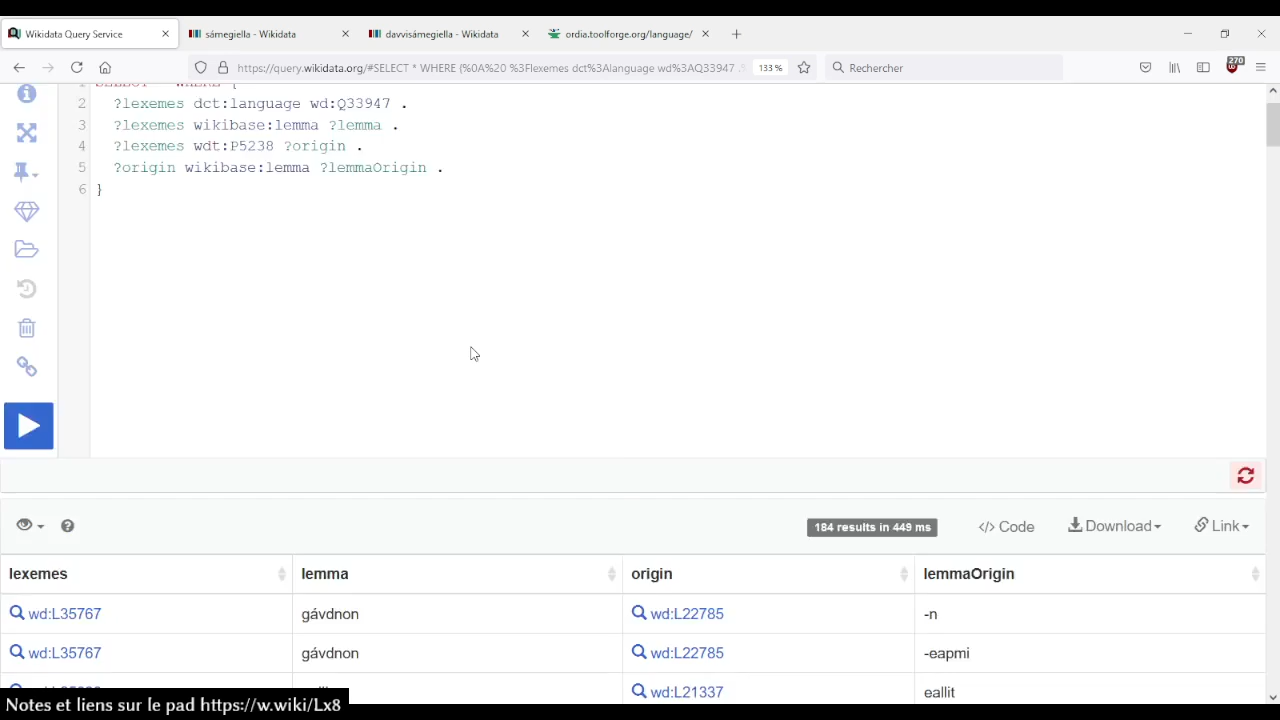 Wikidata Query Service
sámegiella - Wikidata
davvisámegiella - Wikidata
ordia.toolforge.org/language/
https://query.wikidata.org/#SELECT * WHERE {%0A%20 %3Flexemes dct%3Alanguage wd%3AQ33947 .
133 %
Rechercher
270
2 ?lexemes dct:language wd:Q33947 .
3 ?lexemes wikibase:lemma ?lemma .
4 ?lexemes wdt:P5238 ?origin .
5 ?origin wikibase:lemma ?lemmaOrigin .
6 }
184 results in 449 ms
</> Code
Download
Link
lexemes lemma origin lemmaOrigin
wd:L35767 gávdnon wd:L22785 -n
wd:L35767 gávdnon wd:L22785 -eapmi
wd:L21337 eallit
Notes et liens sur le pad https://w.wiki/Lx8